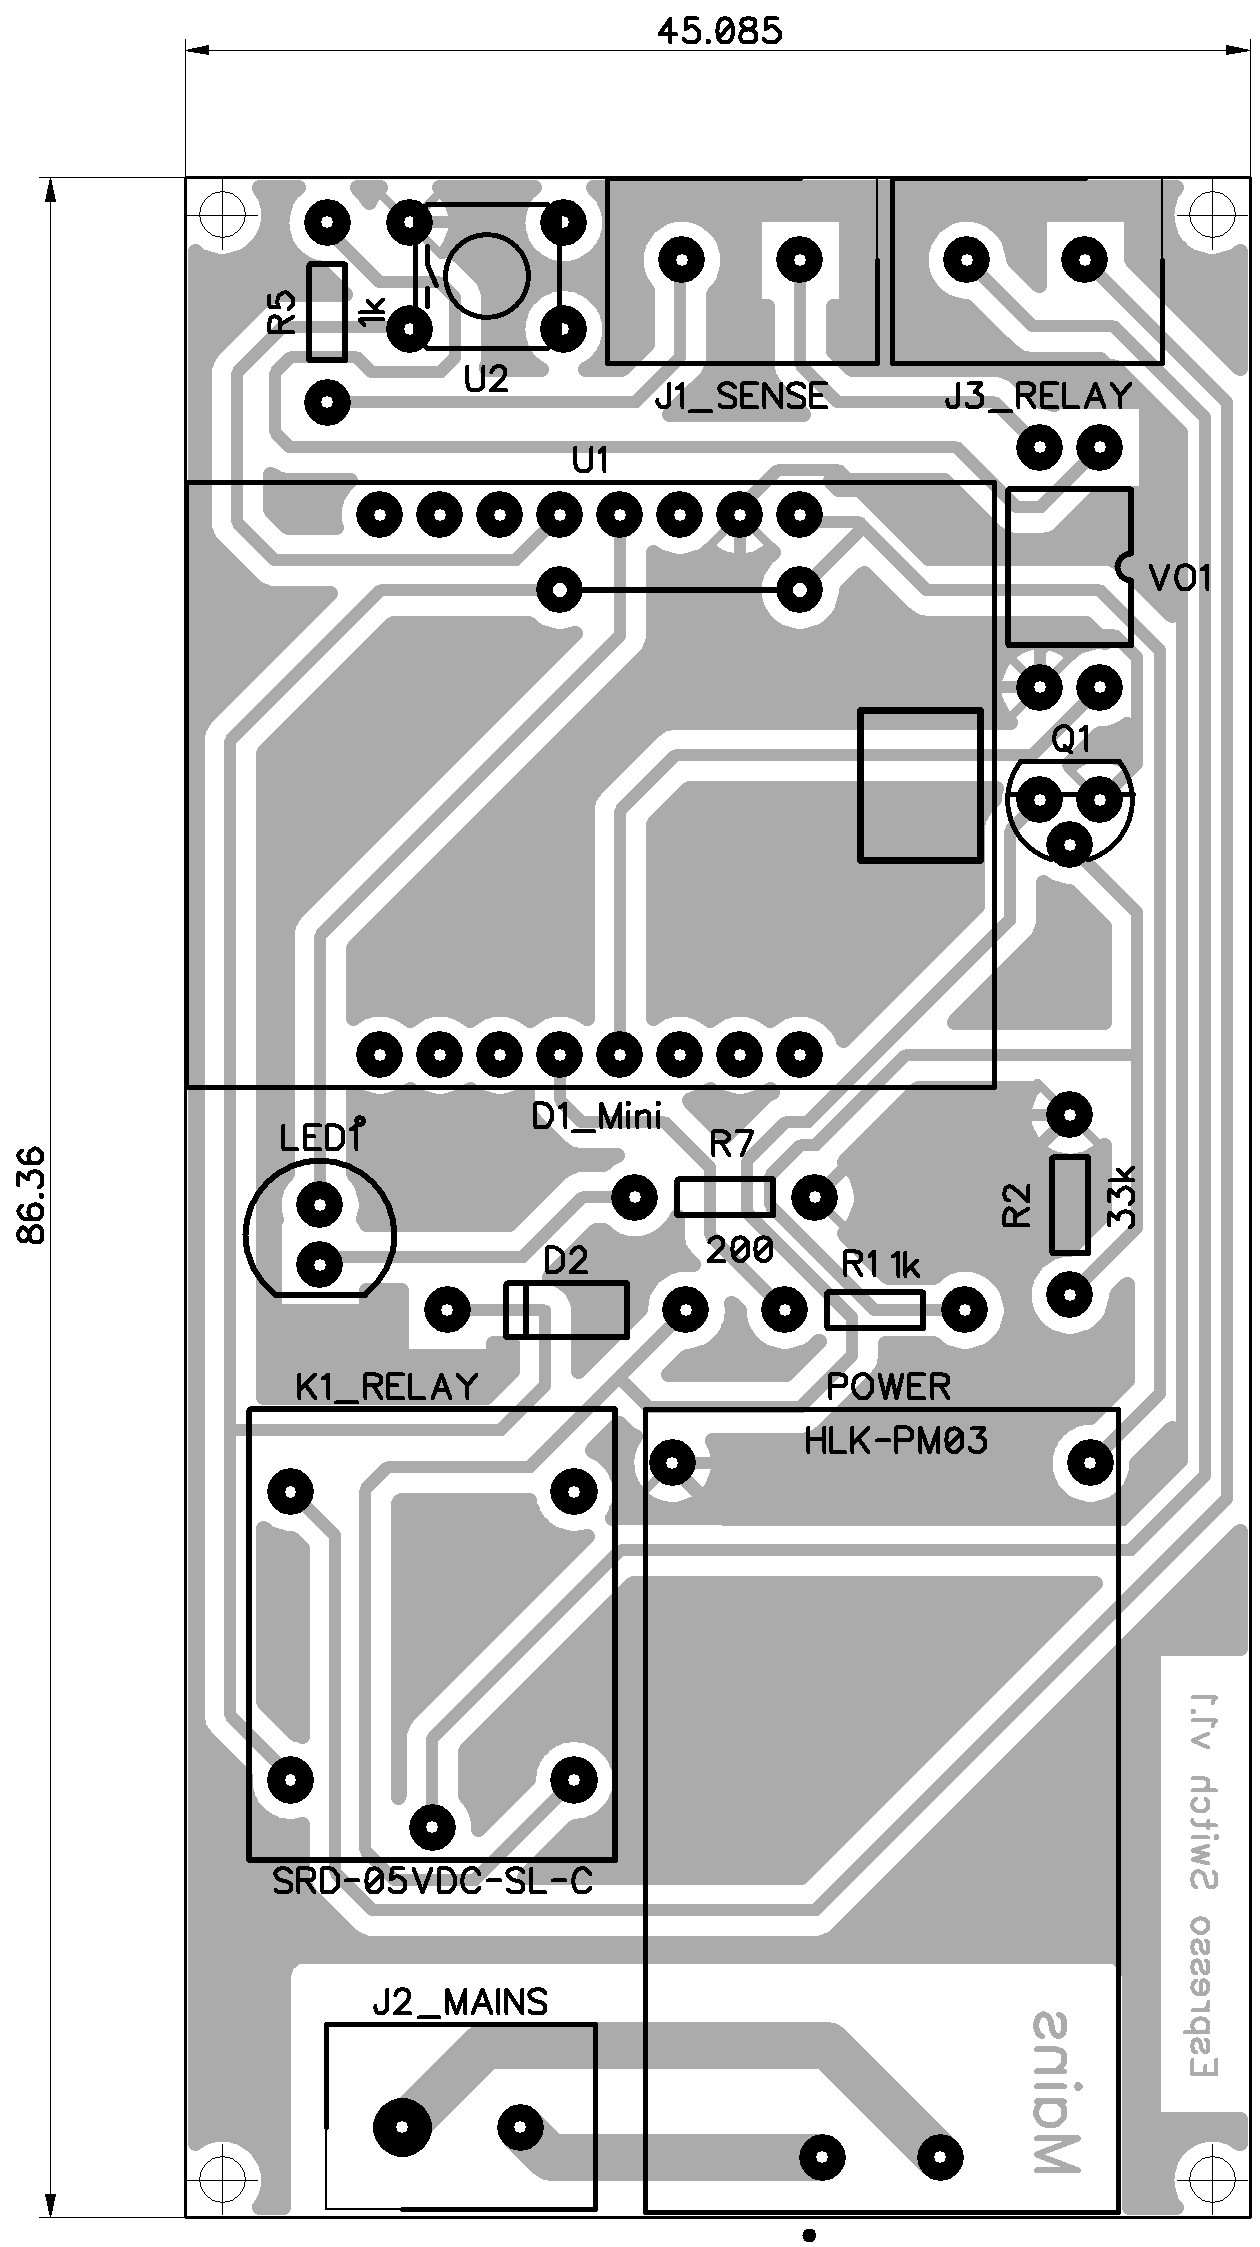 45.085
86.36
R5
1k
U2
J1_SENSE
J3_RELAY
U1
VO1
Q1
D1_Mini
LED1
R7
200
R2
33k
D2
R1 1k
K1_RELAY
POWER
HLK-PM03
SRD-05VDC-SL-C
J2_MAINS
Mains
Espresso Switch v1.1